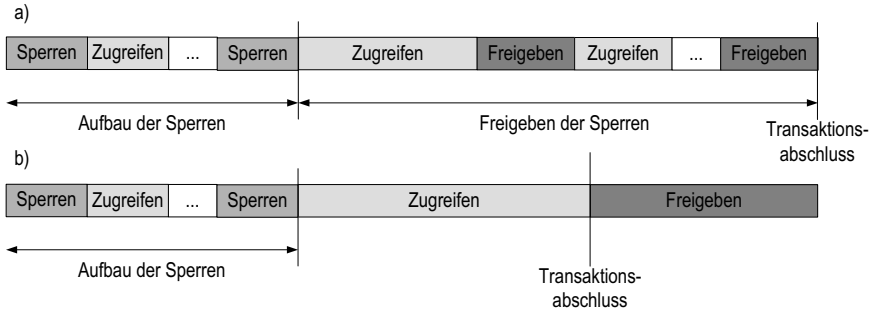 a)
Sperren Zugreifen ... Sperren Zugreifen Freigeben Zugreifen ... Freigeben
Aufbau der Sperren Freigeben der Sperren
Transaktions-
abschluss
b)
Sperren Zugreifen ... Sperren Zugreifen Freigeben
Aufbau der Sperren
Transaktions-
abschluss